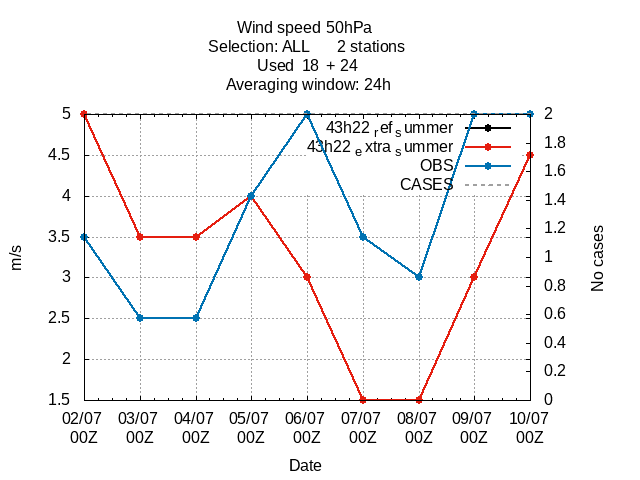 Wind speed 50hPa
Selection: ALL 2 stations
Used 18 + 24
Averaging window: 24h
43h22 refsummer
43h22 extrasummer
OBS
CASES
5
4.5
4
3.5
3
2.5
2
1.5
m/s
2
1.8
1.6
1.4
1.2
1
0.8
0.6
0.4
0.2
0
No cases
02/07 03/07 04/07 05/07 06/07 07/07 08/07 09/07 10/07
00Z 00Z 00Z 00Z 00Z 00Z 00Z 00Z 00Z
Date